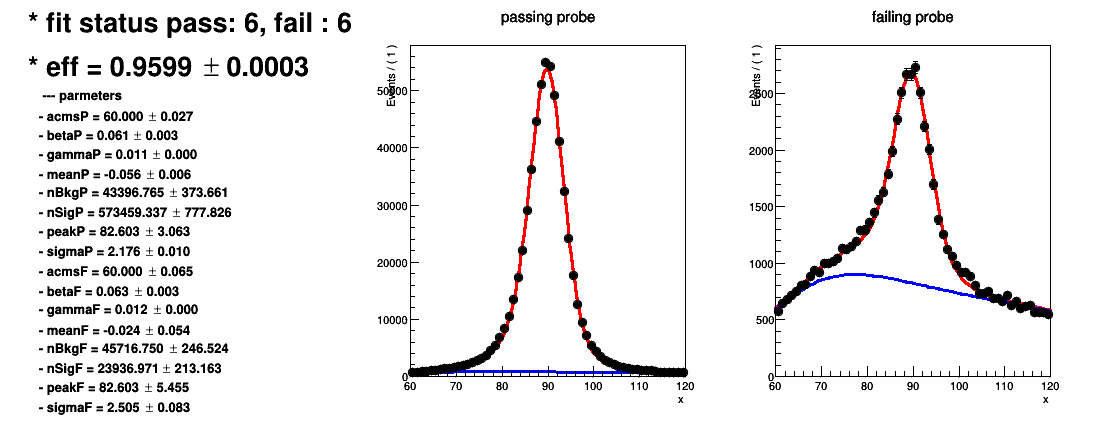 * fit status pass: 6, fail : 6
* eff = 0.9599 ± 0.0003
--- parmeters
- acmsP = 60.000 ± 0.027
- betaP = 0.061 ± 0.003
- gammaP = 0.011 ± 0.000
- meanP = -0.056 ± 0.006
- nBkgP = 43396.765 ± 373.661
- nSigP = 573459.337 ± 777.826
- peakP = 82.603 ± 3.063
- sigmaP = 2.176 ± 0.010
- acmsF = 60.000 ± 0.065
- betaF = 0.063 ± 0.003
- gammaF = 0.012 ± 0.000
- meanF = -0.024 ± 0.054
- nBkgF = 45716.750 ± 246.524
- nSigF = 23936.971 ± 213.163
- peakF = 82.603 ± 5.455
- sigmaF = 2.505 ± 0.083
passing probe
Events / ( 1 )
50000
40000
30000
20000
10000
0
60 70 80 90 100 110 120
x
failing probe
Events / ( 1 )
2500
2000
1500
1000
500
0
60 70 80 90 100 110 120
x